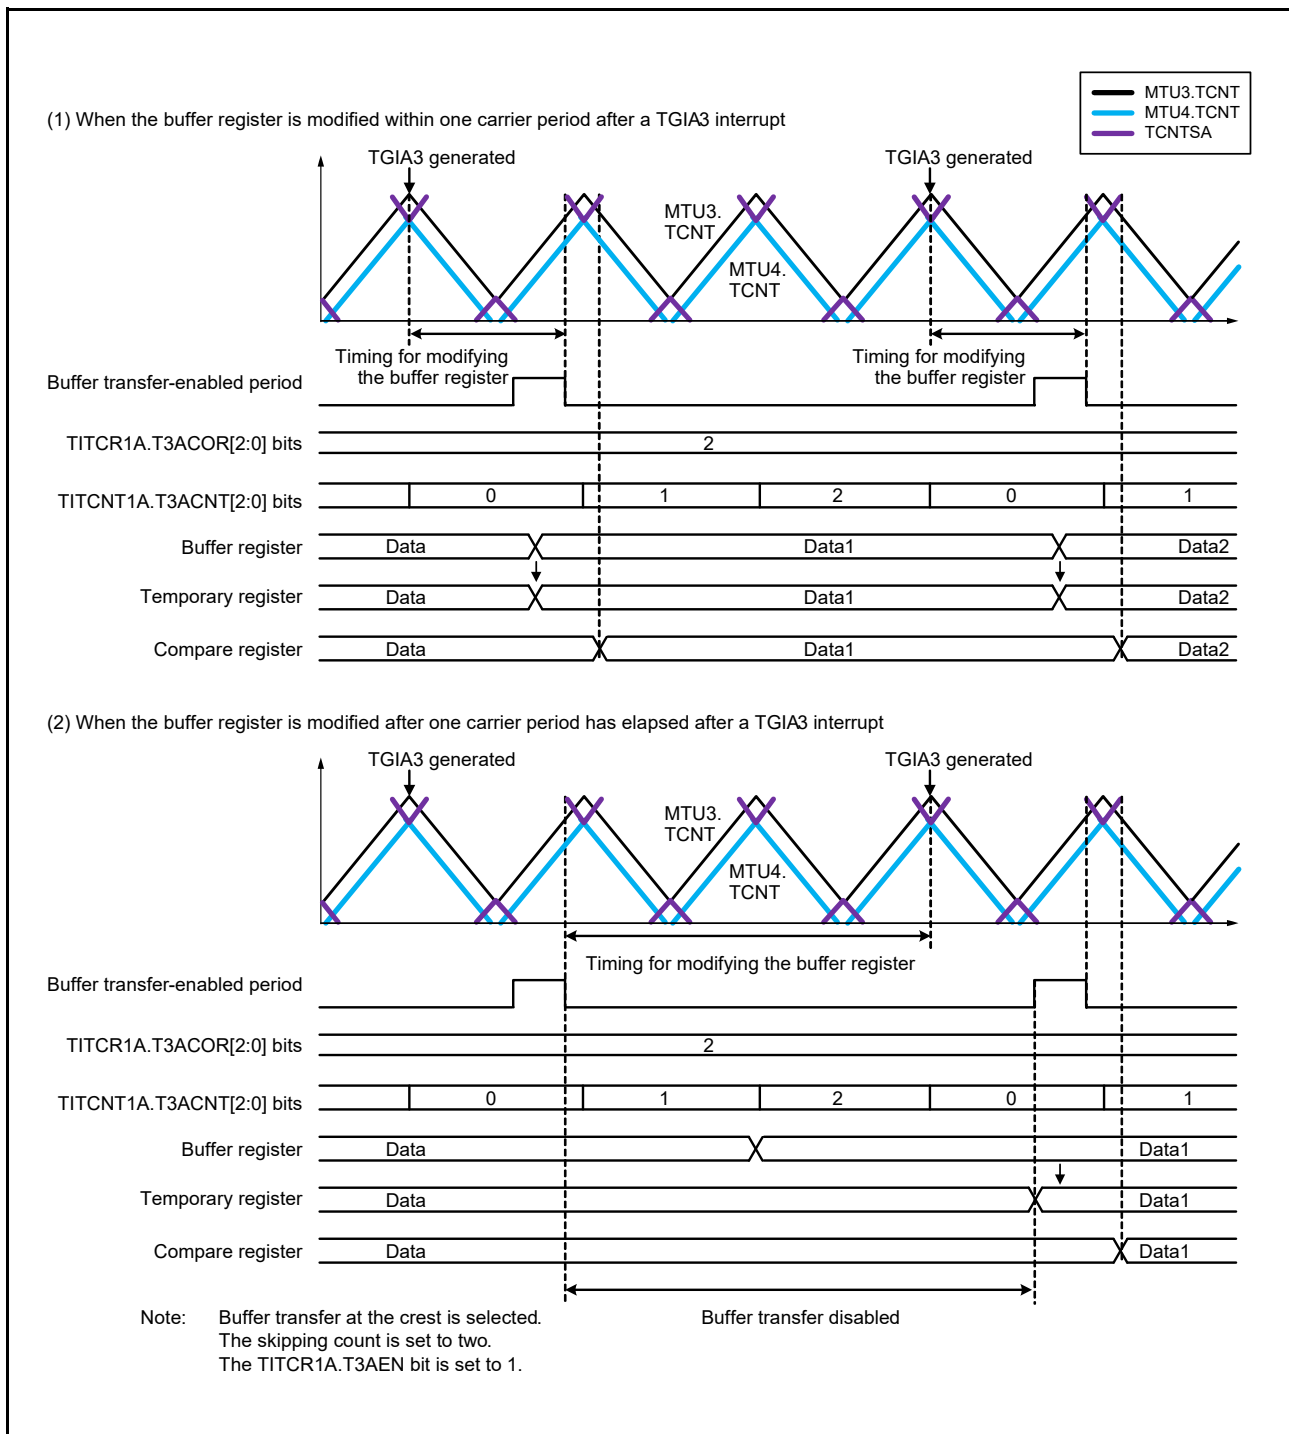 MTU3.TCNT
MTU4.TCNT
TCNTSA
(1) When the buffer register is modified within one carrier period after a TGIA3 interrupt
TGIA3 generated
TGIA3 generated
MTU3.
TCNT
MTU4.
TCNT
Timing for modifying
the buffer register
Timing for modifying
the buffer register
Buffer transfer-enabled period
TITCR1A.T3ACOR[2:0] bits
2
TITCNT1A.T3ACNT[2:0] bits
0 1 2 0 1
Buffer register
Data Data1 Data2
Temporary register
Data Data1 Data2
Compare register
Data Data1 Data2
(2) When the buffer register is modified after one carrier period has elapsed after a TGIA3 interrupt
TGIA3 generated
TGIA3 generated
MTU3.
TCNT
MTU4.
TCNT
Timing for modifying the buffer register
Buffer transfer-enabled period
TITCR1A.T3ACOR[2:0] bits
2
TITCNT1A.T3ACNT[2:0] bits
0 1 2 0 1
Buffer register
Data Data1
Temporary register
Data Data1
Compare register
Data Data1
Buffer transfer disabled
Note: Buffer transfer at the crest is selected.
The skipping count is set to two.
The TITCR1A.T3AEN bit is set to 1.